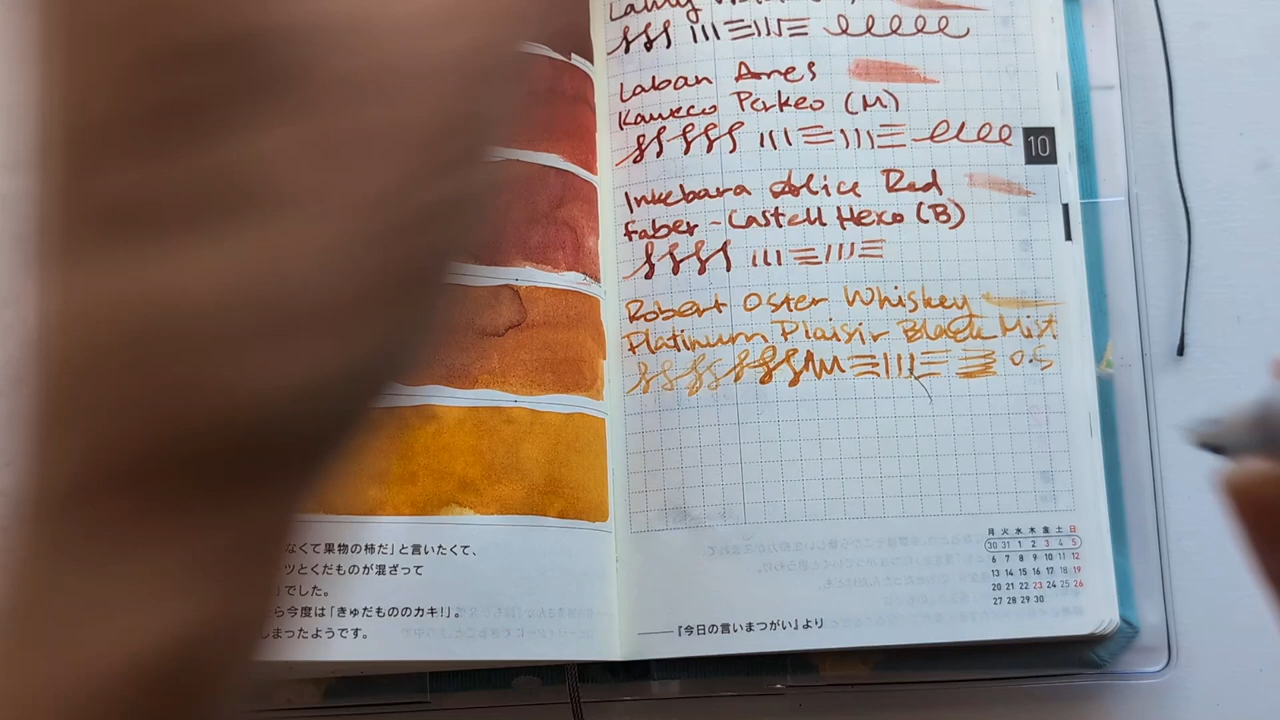 Laban Ares
Kaweco Perkeo (M)
10
Inkebara Alice Red
Faber-Castell Hexo (B)
Robert Oster Whiskey
Platinum Plaisir Black Mist
0.5
月 火 水 木 金 土 日
30 31 1 2 3 4 5
6 7 8 9 10 11 12
13 14 15 16 17 18 19
20 21 22 23 24 25 26
27 28 29 30
なくて果物の柿だ」と言いたくて、
ツとくだものが混ざって
」でした。
ら今度は「きゅだもののカキ!」。
しまったようです。
『今日の言いまつがい』より